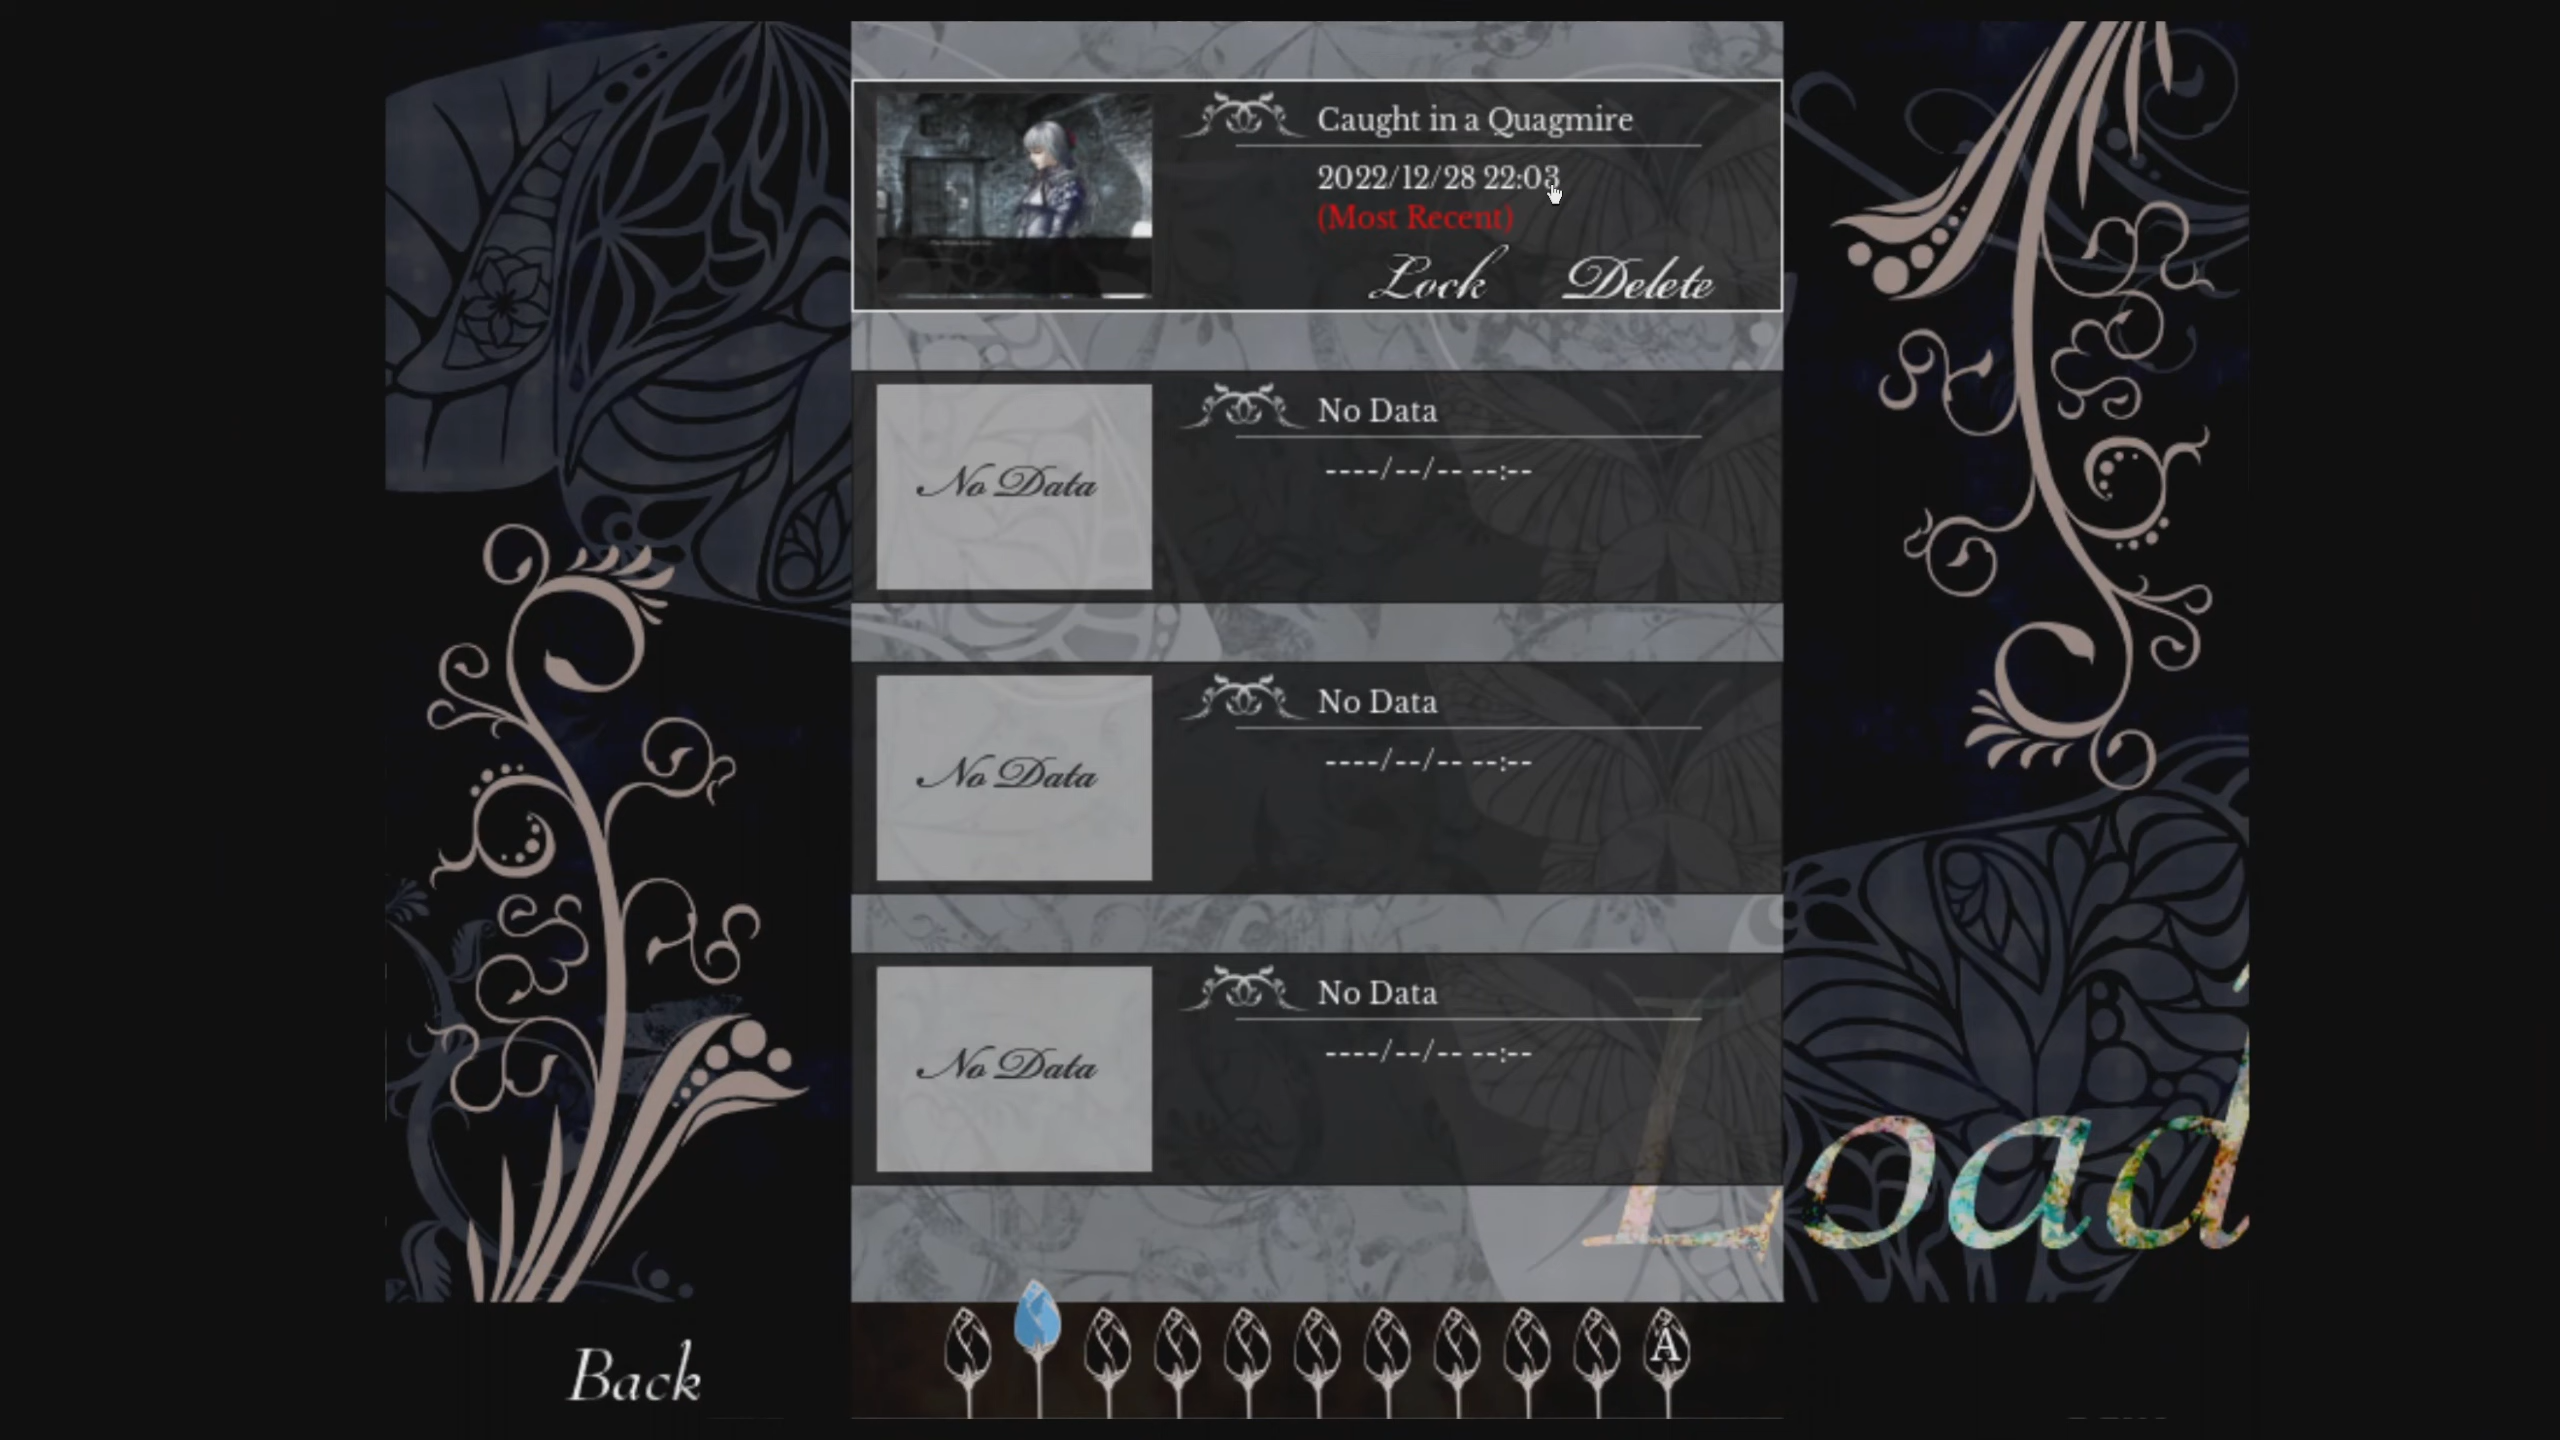 Caught in a Quagmire
2022/12/28 22:03
(Most Recent)
Lock Delete
No Data
No Data
----/--/-- --:--
No Data
No Data
----/--/-- --:--
No Data
No Data
----/--/-- --:--
Load
Back
A